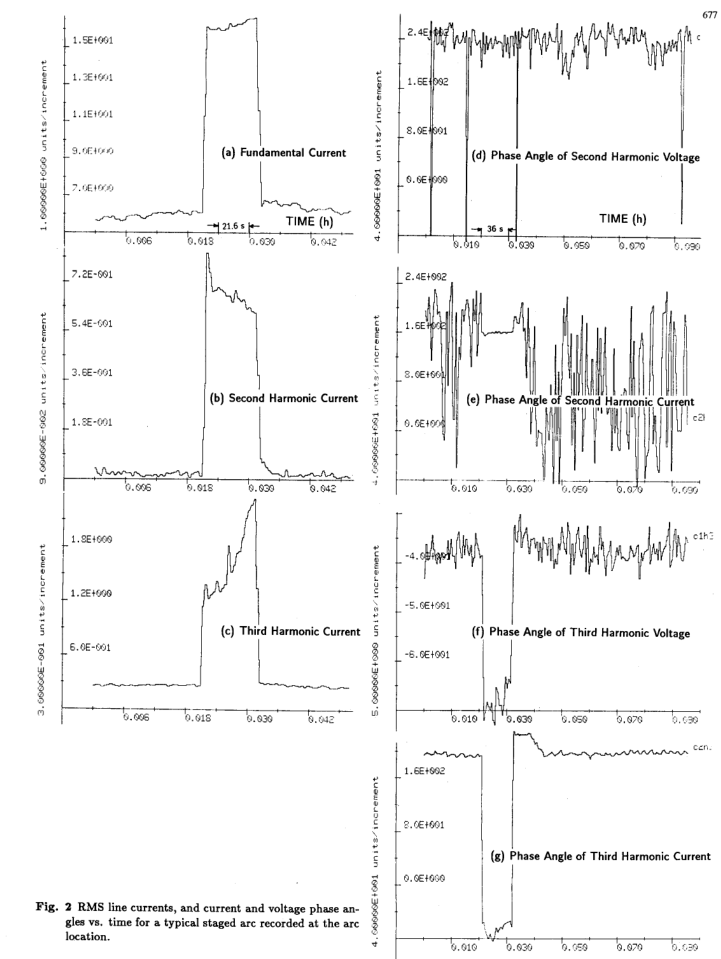 677
1.5E+001
1.3E+001
1.1E+001
9.0E+000
7.0E+000
1.00000E+000 units/increment
(a) Fundamental Current
TIME (h)
21.6 s
0.006 0.018 0.030 0.042
7.2E-001
5.4E-001
3.6E-001
1.8E-001
9.00000E-002 units/increment
(b) Second Harmonic Current
0.006 0.018 0.030 0.042
1.8E+000
1.2E+000
6.0E-001
3.00000E-001 units/increment
(c) Third Harmonic Current
0.006 0.018 0.030 0.042
Fig. 2 RMS line currents, and current and voltage phase an-
gles vs. time for a typical staged arc recorded at the arc
location.
2.4E+002
1.6E+002
8.0E+001
0.0E+000
4.00000E+001 units/increment
(d) Phase Angle of Second Harmonic Voltage
TIME (h)
36 s
0.010 0.030 0.050 0.070 0.090
2.4E+002
1.6E+002
8.0E+001
0.0E+000
4.00000E+001 units/increment
(e) Phase Angle of Second Harmonic Current
c2l
0.010 0.030 0.050 0.070 0.090
c1h3
-4.0E+001
-5.0E+001
-6.0E+001
5.00000E+000 units/increment
(f) Phase Angle of Third Harmonic Voltage
0.010 0.030 0.050 0.070 0.090
1.6E+002
8.0E+001
0.0E+000
4.00000E+001 units/increment
(g) Phase Angle of Third Harmonic Current
0.010 0.030 0.050 0.070